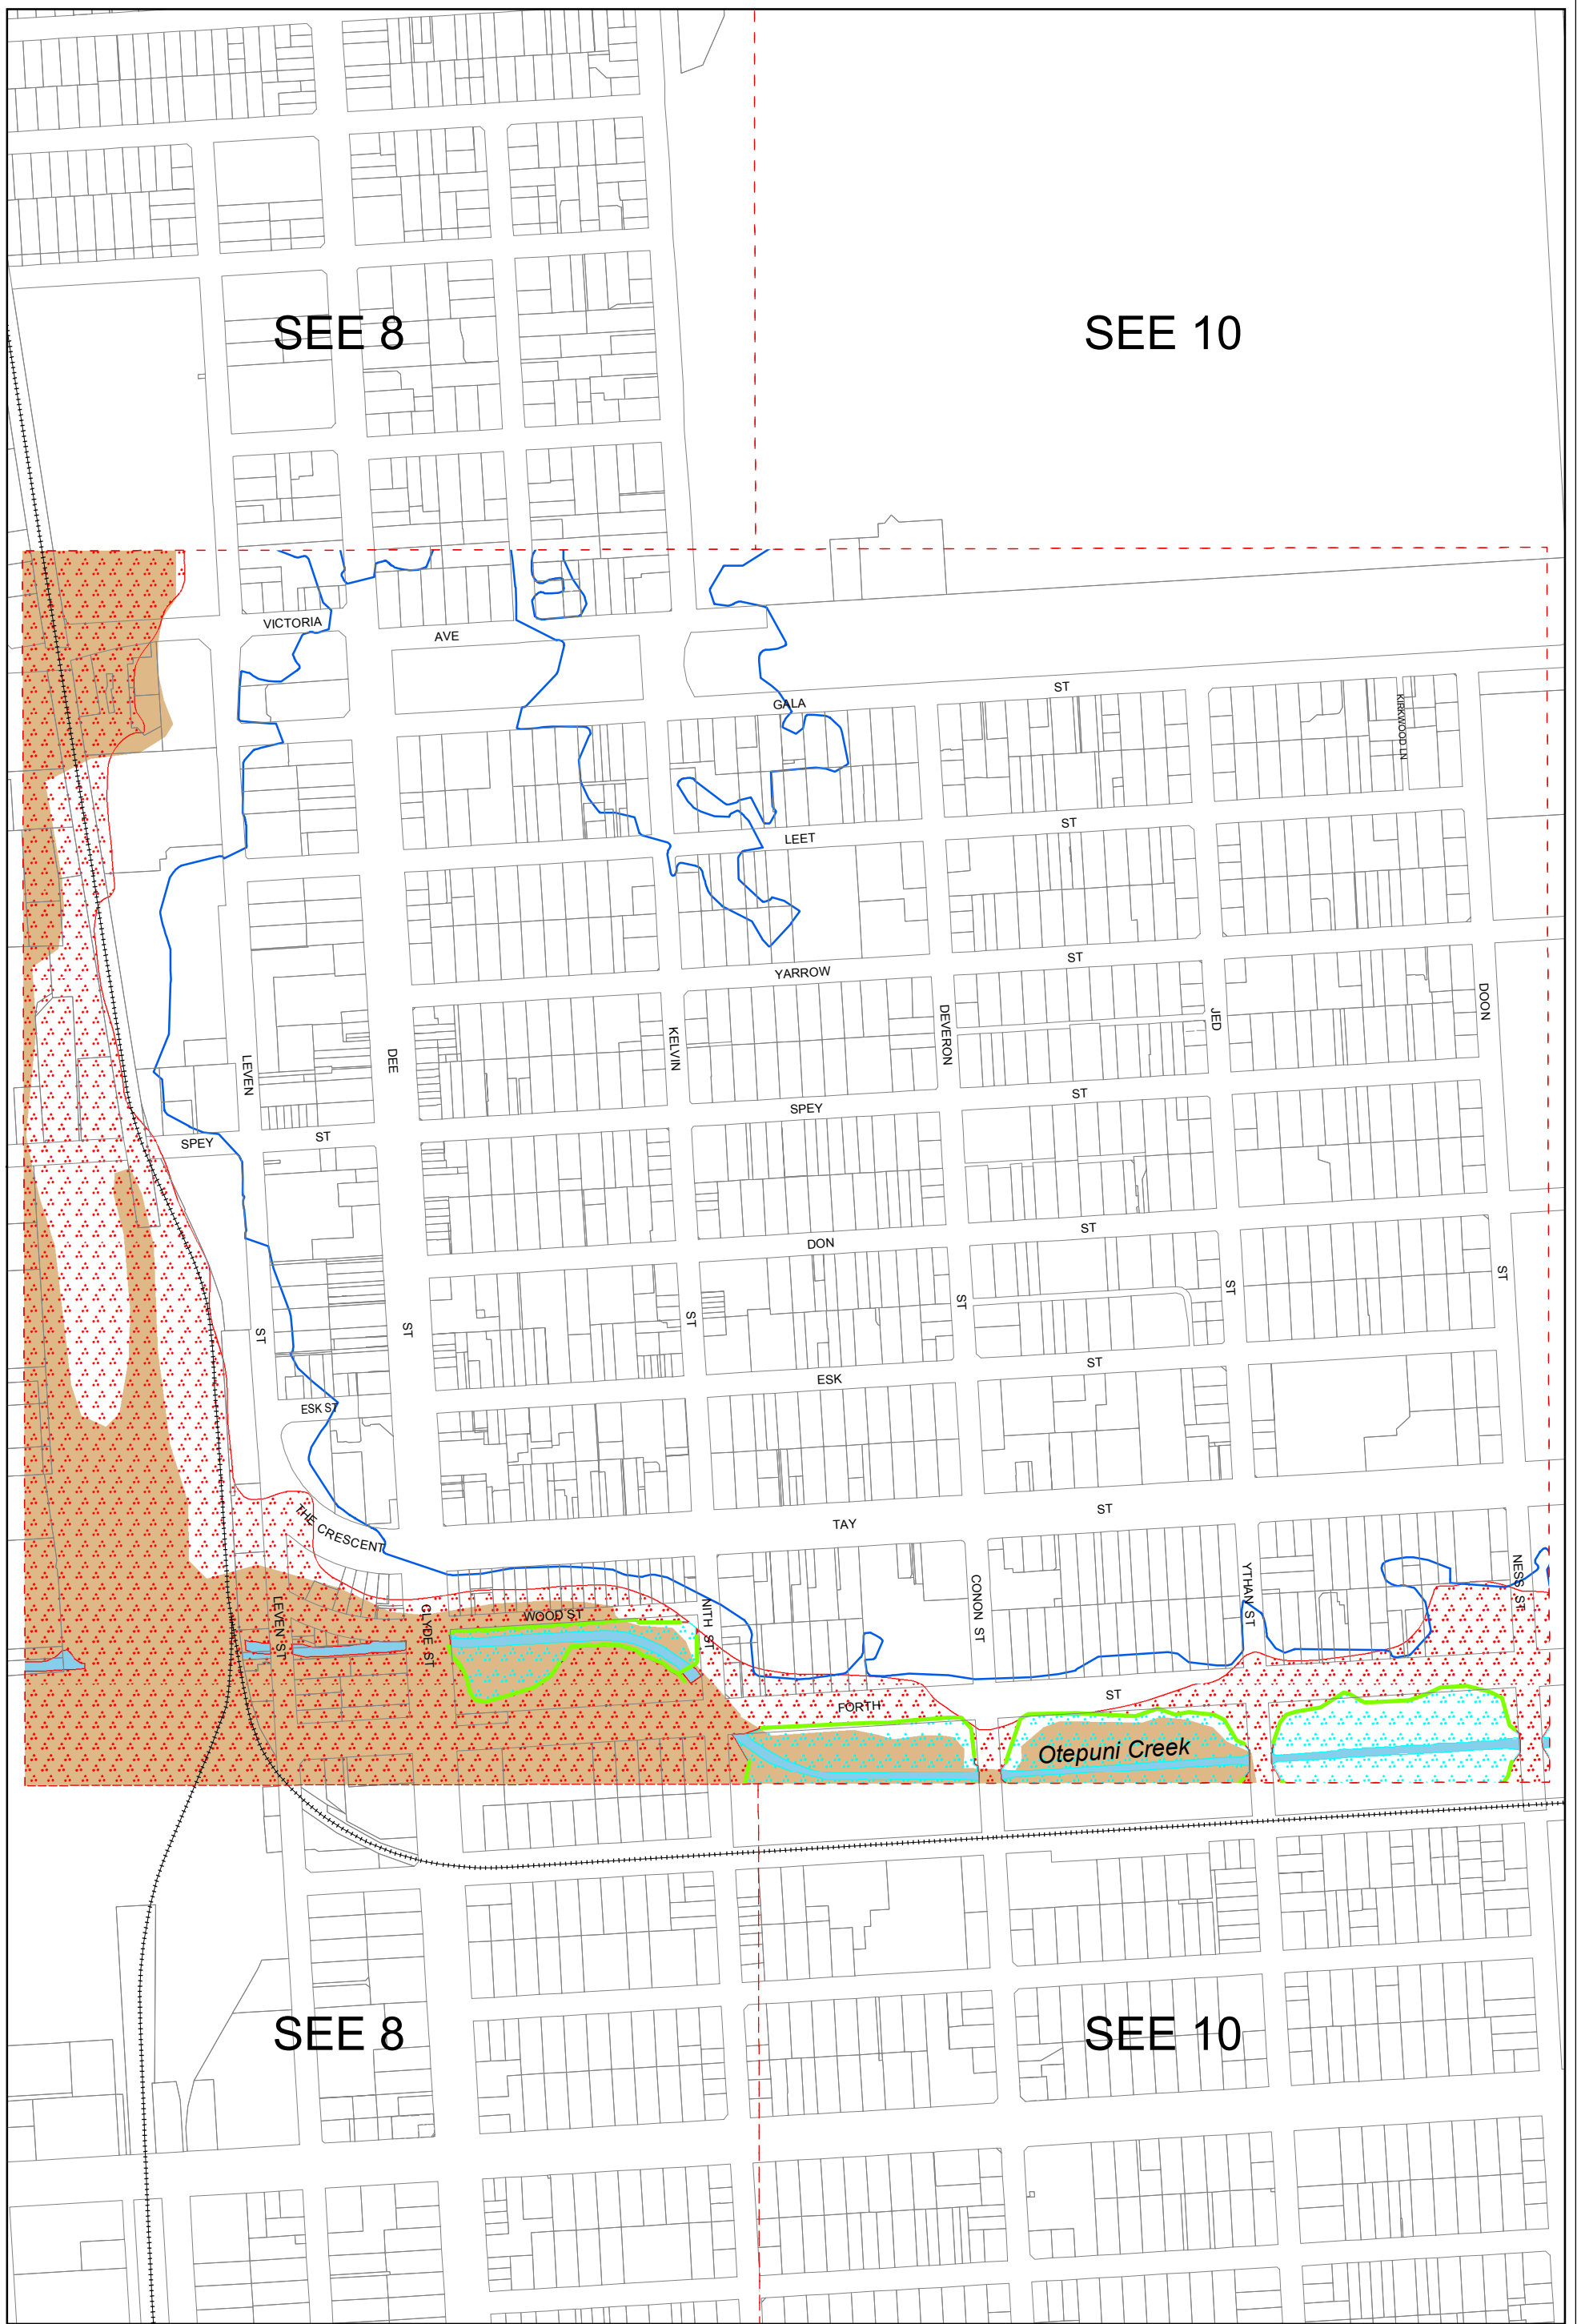 SEE 8
SEE 10
VICTORIA
AVE
ST
GALA
KIRKWOOD LN
LEET
ST
YARROW
ST
DOON
JED
DEVERON
KELVIN
DEE
LEVEN
SPEY
ST
SPEY
ST
DON
ST
ST
ST
ST
ST
ST
ST
ESK
ST
ESK ST
TAY
ST
THE CRESCENT
NESS ST
YTHAN ST
CONON ST
NITH ST
WOOD ST
CLYDE ST
LEVEN ST
FORTH
ST
Otepuni Creek
SEE 8
SEE 10